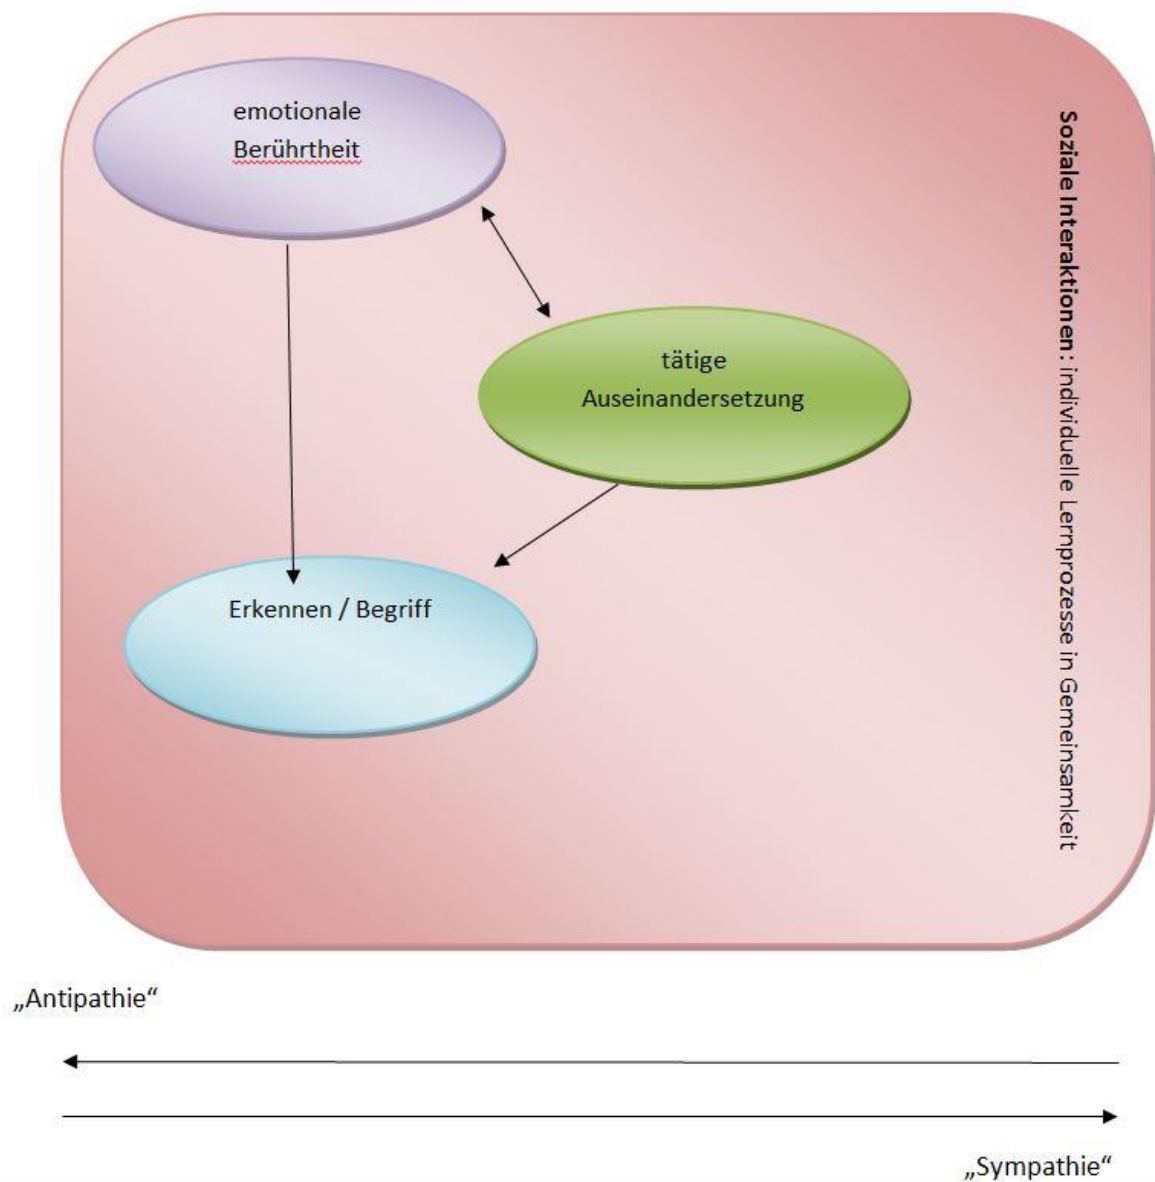 emotionale
Berührtheit
tätige
Auseinandersetzung
Erkennen / Begriff
Soziale Interaktionen : individuelle Lernprozesse in Gemeinsamkeit
„Antipathie“
„Sympathie“